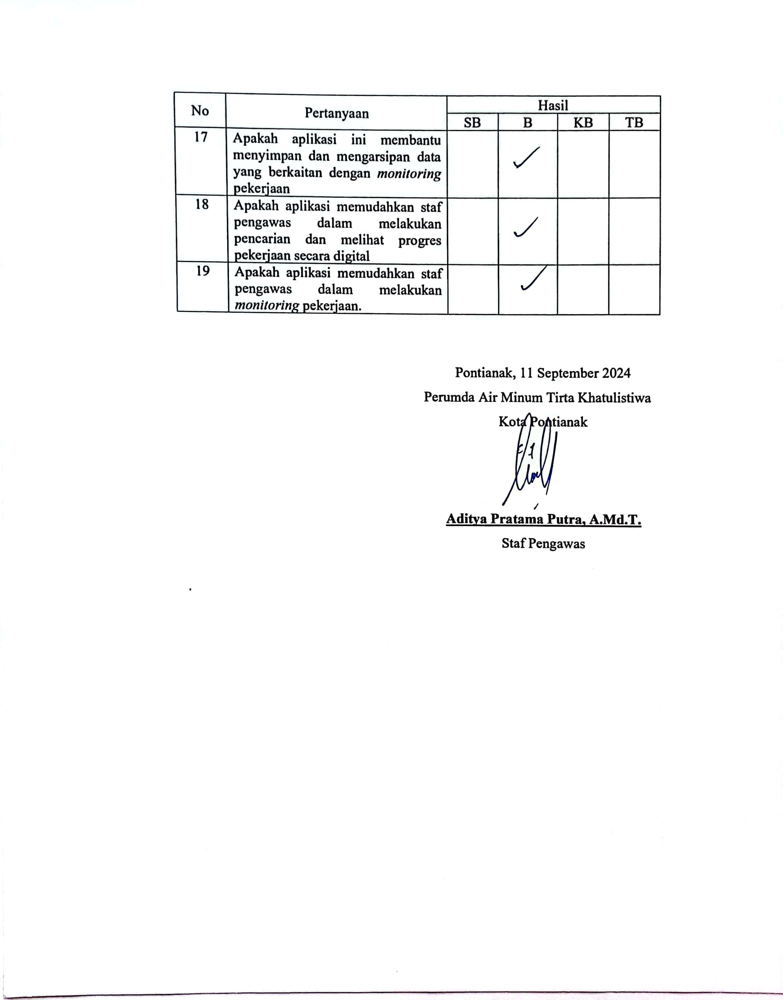 No Pertanyaan Hasil
SB B KB TB
17 Apakah aplikasi ini membantu
menyimpan dan mengarsipan data
yang berkaitan dengan monitoring
pekerjaan
✓
18 Apakah aplikasi memudahkan staf
pengawas dalam melakukan
pencarian dan melihat progres
pekerjaan secara digital
✓
19 Apakah aplikasi memudahkan staf
pengawas dalam melakukan
monitoring pekerjaan.
✓
Pontianak, 11 September 2024
Perumda Air Minum Tirta Khatulistiwa
Kota Pontianak
Aditya Pratama Putra, A.Md.T.
Staf Pengawas